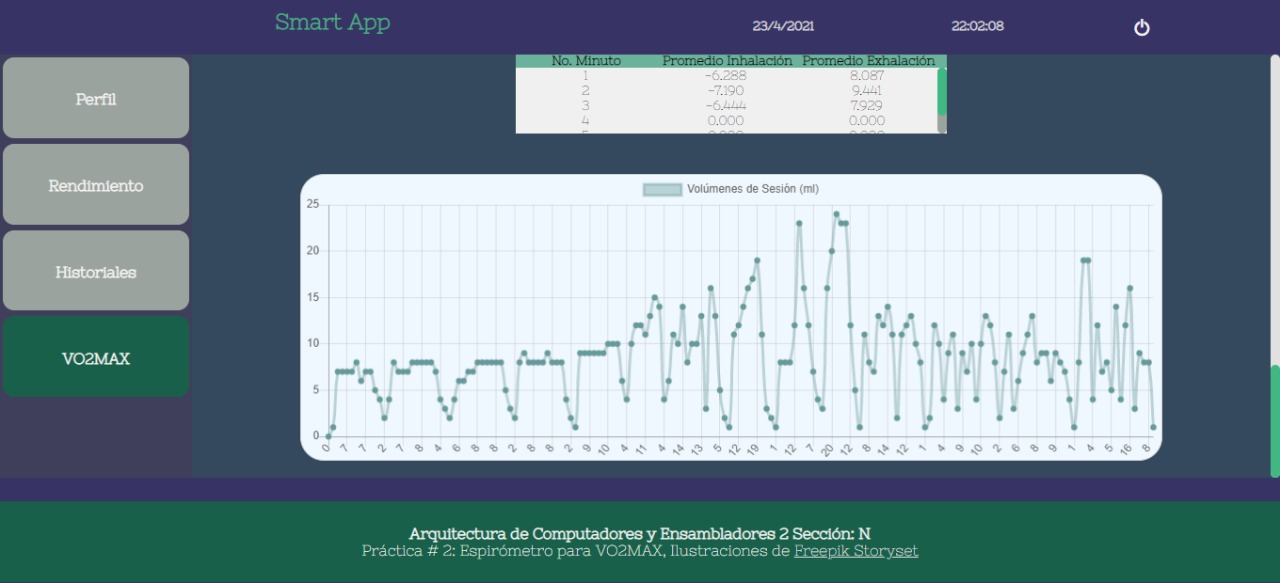 Smart App
23/4/2021
22:02:08
Perfil
Rendimiento
Historiales
VO2MAX
No. Minuto Promedio Inhalación Promedio Exhalación
1 -6.288 8.087
2 -7.190 9.441
3 -6.444 7.929
4 0.000 0.000
Volúmenes de Sesión (ml)
25
20
15
10
5
0
0 7 7 2 7 8 4 6 8 8 2 8 8 2 9 10 4 11 4 14 13 5 12 19 1 12 7 20 12 8 14 12 1 4 9 10 2 6 8 9 1 4 5 16 8
Arquitectura de Computadores y Ensambladores 2 Sección: N
Práctica # 2: Espirómetro para VO2MAX, Ilustraciones de Freepik Storyset